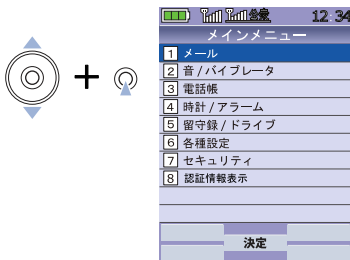 圏 12:34
メインメニュー
1 メール
2 音/バイブレータ
3 電話帳
4 時計/アラーム
5 留守録/ドライブ
6 各種設定
7 セキュリティ
8 認証情報表示
決定